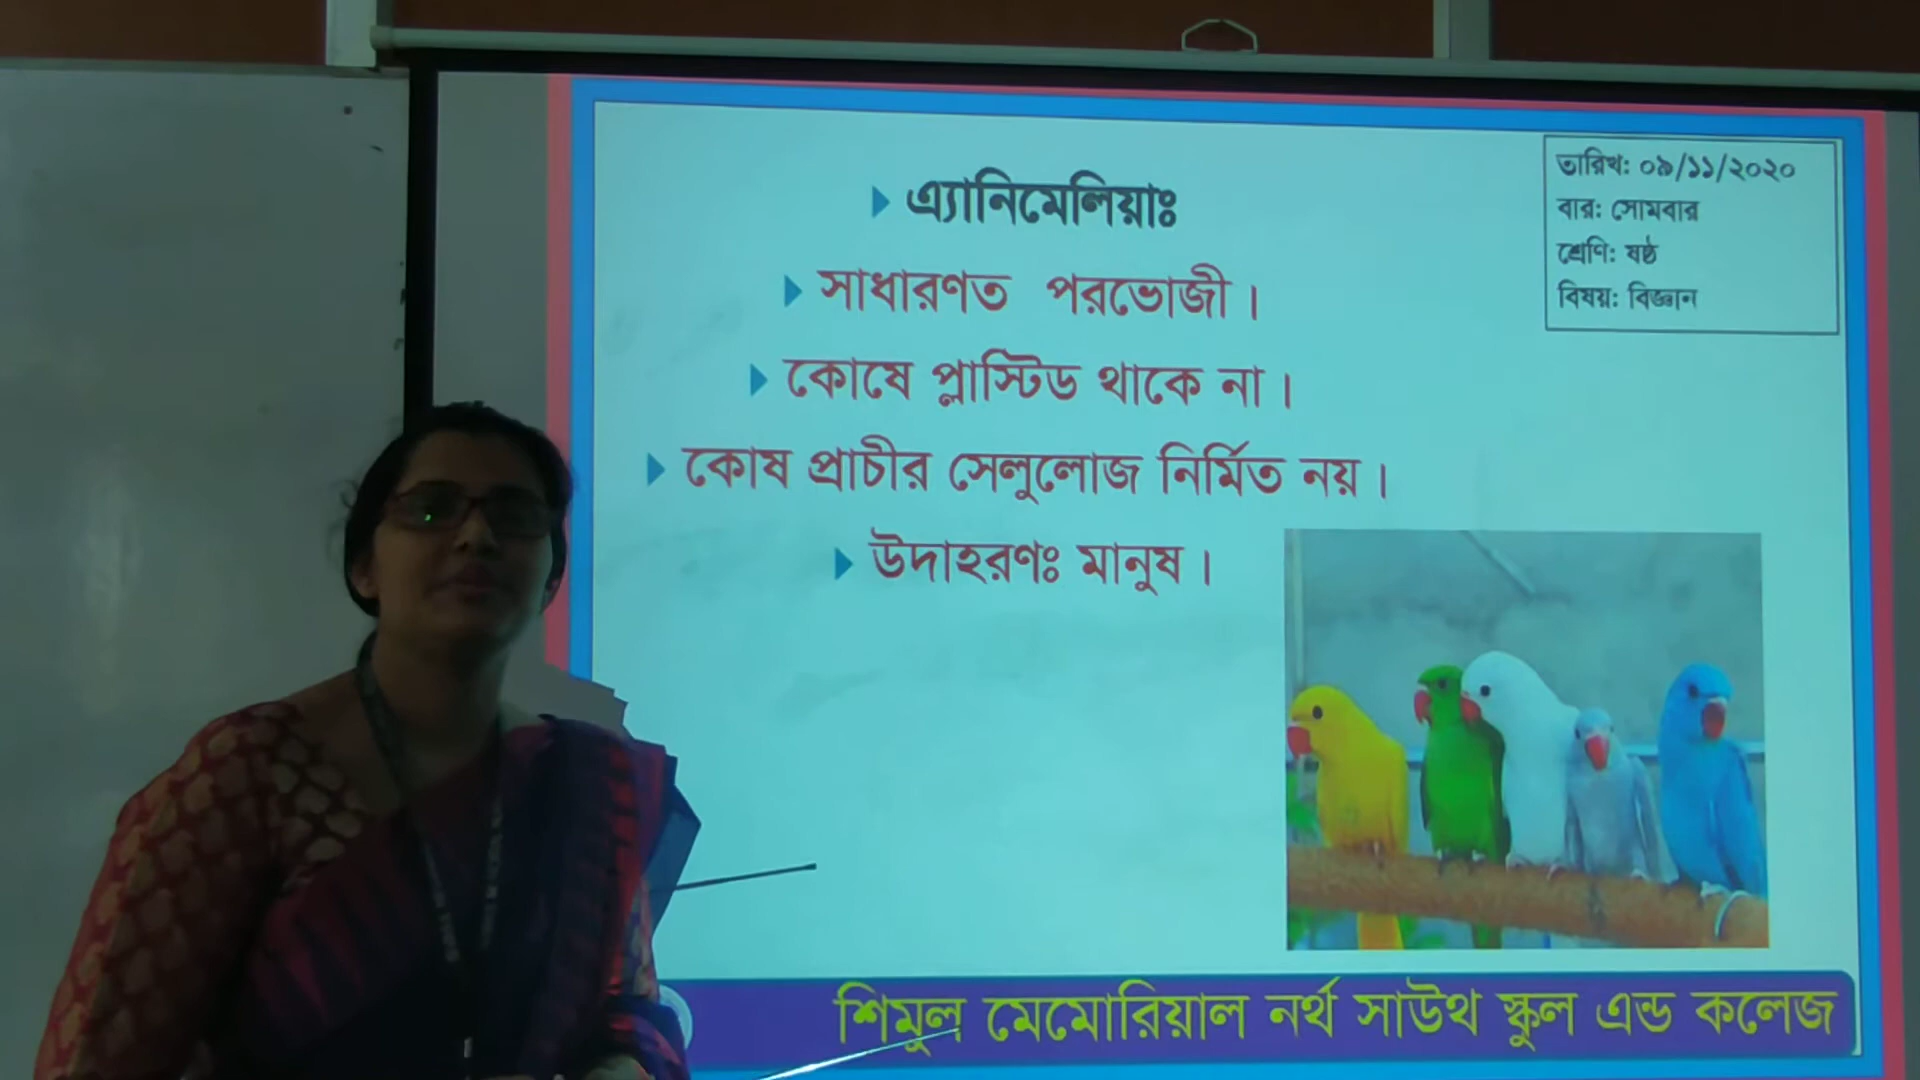 এ্যানিমেলিয়াঃ
সাধারণত পরভোজী।
কোষে প্লাস্টিড থাকে না।
কোষ প্রাচীর সেলুলোজ নির্মিত নয়।
উদাহরণঃ মানুষ।
তারিখ: ০৯/১১/২০২০
বার: সোমবার
শ্রেণি: ষষ্ঠ
বিষয়: বিজ্ঞান
শিমুল মেমোরিয়াল নর্থ সাউথ স্কুল এন্ড কলেজ